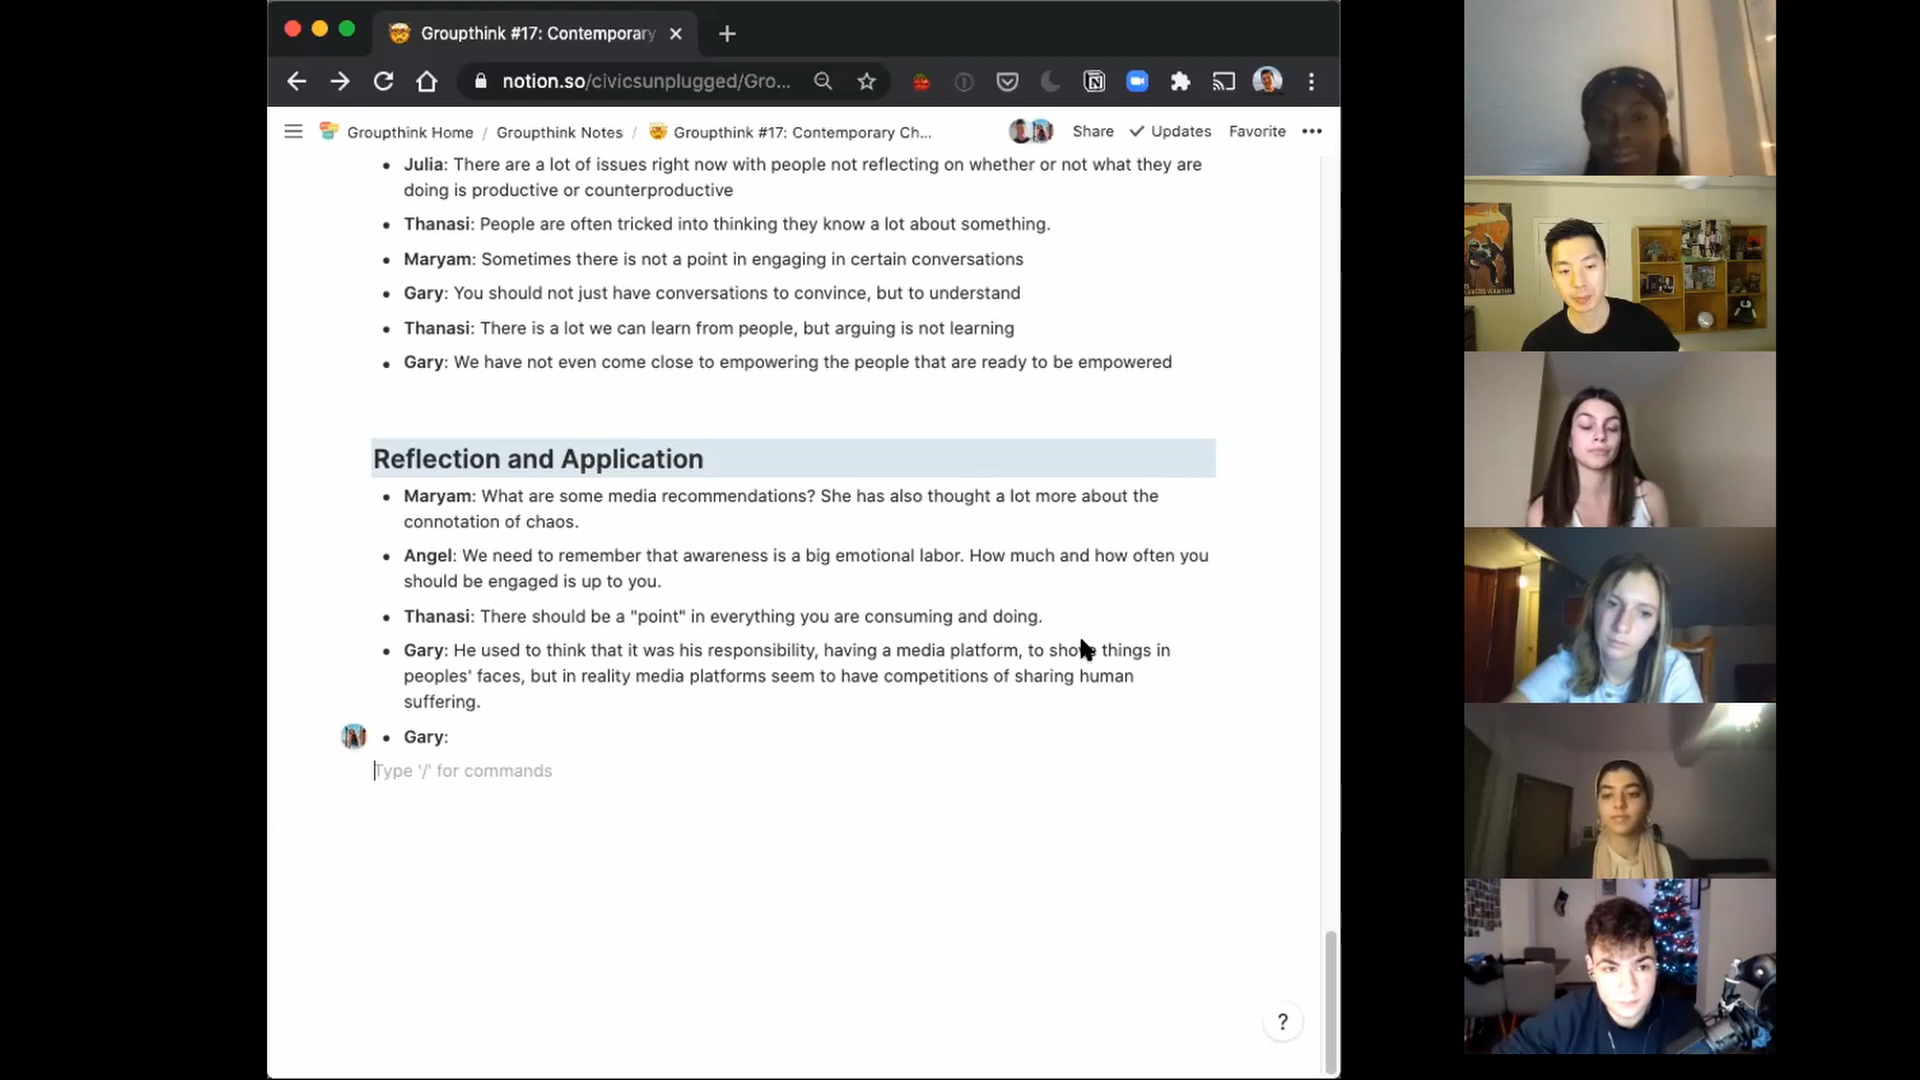 Groupthink #17: Contemporary
notion.so/civicsunplugged/Gro...
Groupthink Home / Groupthink Notes / Groupthink #17: Contemporary Ch...
Share Updates Favorite
Julia: There are a lot of issues right now with people not reflecting on whether or not what they are
doing is productive or counterproductive
Thanasi: People are often tricked into thinking they know a lot about something.
Maryam: Sometimes there is not a point in engaging in certain conversations
Gary: You should not just have conversations to convince, but to understand
Thanasi: There is a lot we can learn from people, but arguing is not learning
Gary: We have not even come close to empowering the people that are ready to be empowered
Reflection and Application
Maryam: What are some media recommendations? She has also thought a lot more about the
connotation of chaos.
Angel: We need to remember that awareness is a big emotional labor. How much and how often you
should be engaged is up to you.
Thanasi: There should be a "point" in everything you are consuming and doing.
Gary: He used to think that it was his responsibility, having a media platform, to shove things in
peoples' faces, but in reality media platforms seem to have competitions of sharing human
suffering.
Gary:
Type '/' for commands
?